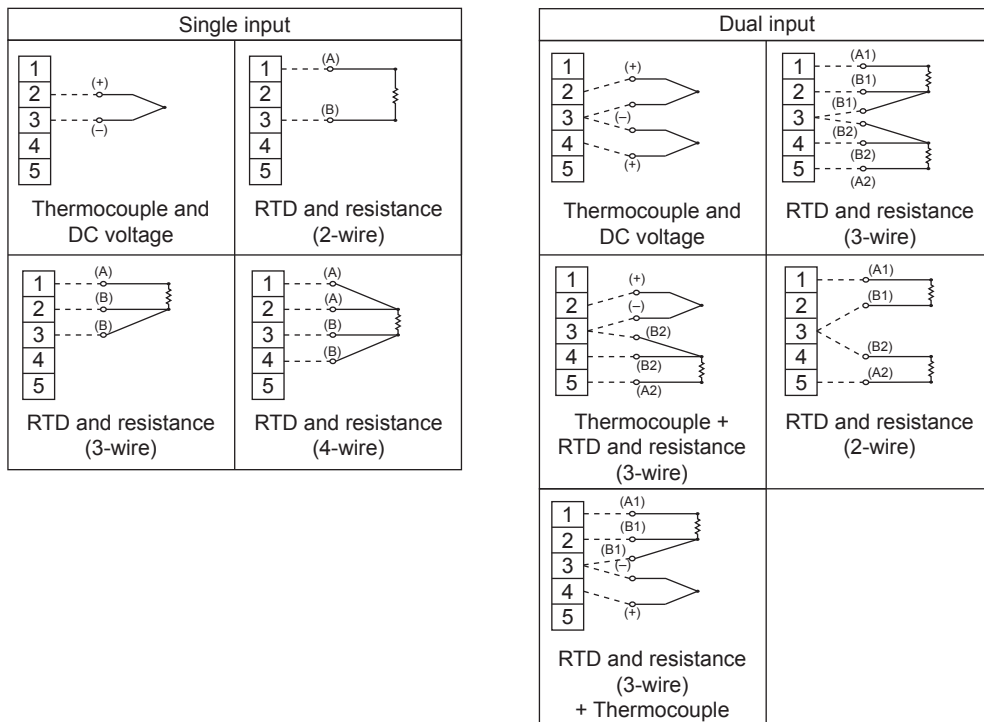 Single input
1
2
3
4
5
(+)
(–)
Thermocouple and
DC voltage
1
2
3
4
5
(A)
(B)
RTD and resistance
(2-wire)
1
2
3
4
5
(A)
(B)
(B)
RTD and resistance
(3-wire)
1
2
3
4
5
(A)
(A)
(B)
(B)
RTD and resistance
(4-wire)
Dual input
1
2
3
4
5
(+)
(–)
(+)
Thermocouple and
DC voltage
1
2
3
4
5
(A1)
(B1)
(B1)
(B2)
(B2)
(A2)
RTD and resistance
(3-wire)
1
2
3
4
5
(+)
(–)
(B2)
(B2)
(A2)
Thermocouple +
RTD and resistance
(3-wire)
1
2
3
4
5
(A1)
(B1)
(B2)
(A2)
RTD and resistance
(2-wire)
1
2
3
4
5
(A1)
(B1)
(B1)
(–)
(+)
RTD and resistance
(3-wire)
+ Thermocouple